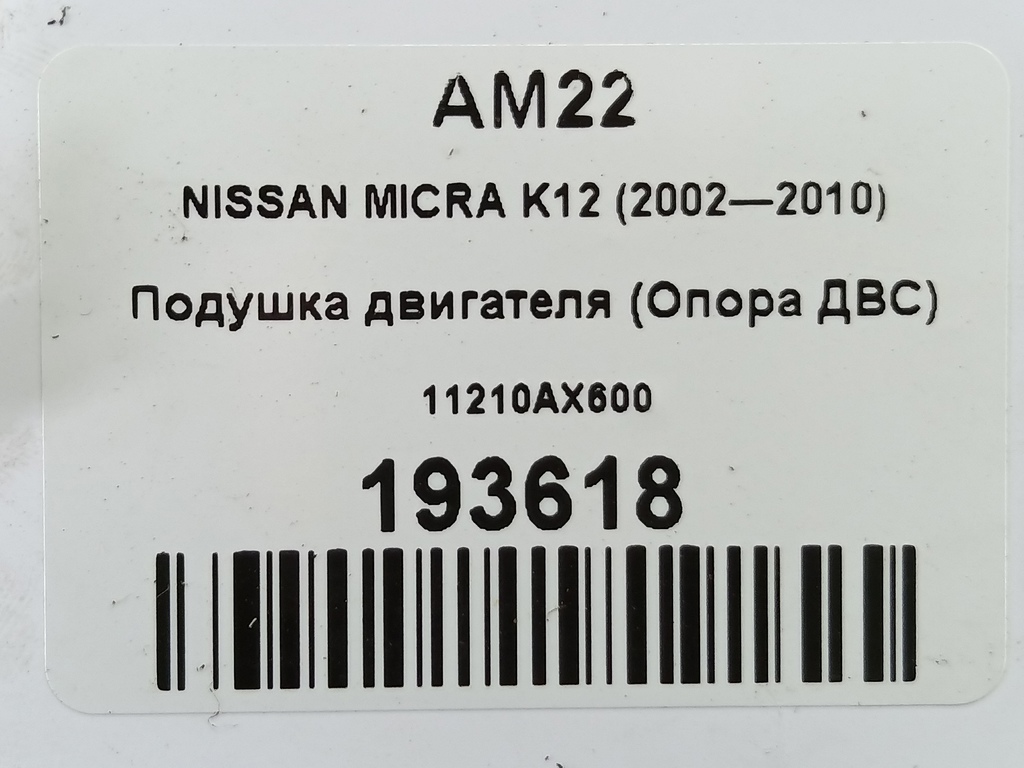 AM22
NISSAN MICRA K12 (2002—2010)
Подушка двигателя (Опора ДВС)
11210AX600
193618